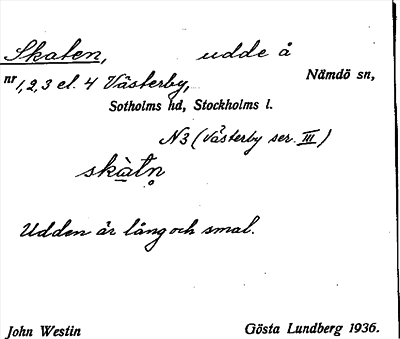 Skaten, udde å
nr 1, 2, 3 el. 4 Västerby, Nämdö sn,
Sotholms hd, Stockholms l.
N3 (Västerby ser. III)
skàtn̥
Udden är lång och smal.
John Westin Gösta Lundberg 1936.